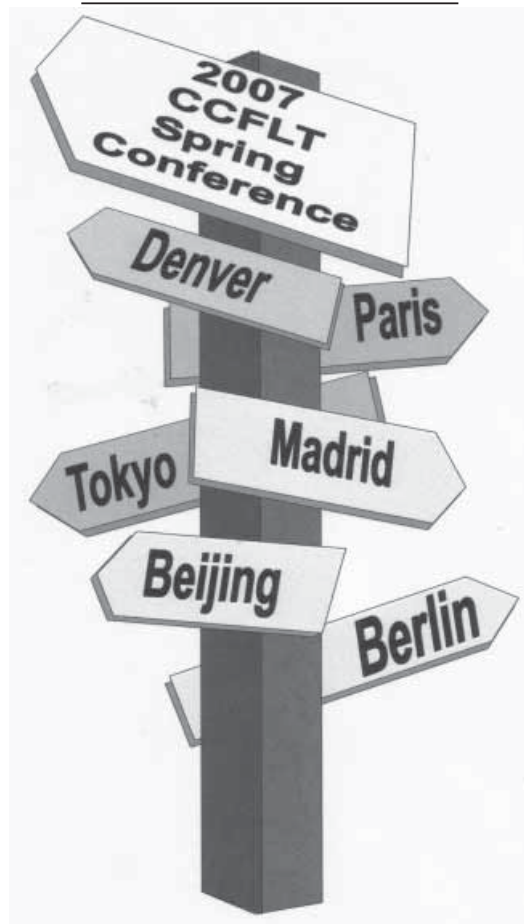 2007
CCFLT
Spring
Conference
Denver
Paris
Madrid
Tokyo
Beijing
Berlin